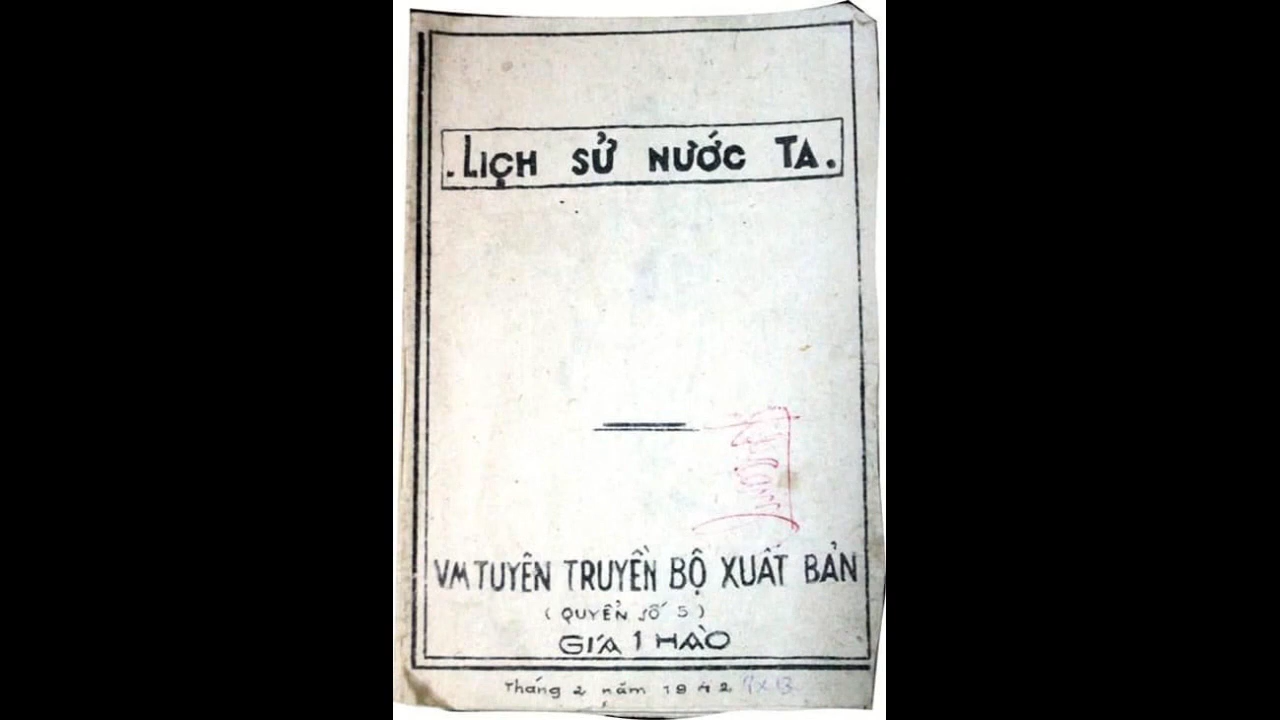 . LỊCH SỬ NƯỚC TA .
VM TUYÊN TRUYỀN BỘ XUẤT BẢN
( QUYỂN SỐ 5 )
GIÁ 1 HÀO
Tháng 2 năm 1942